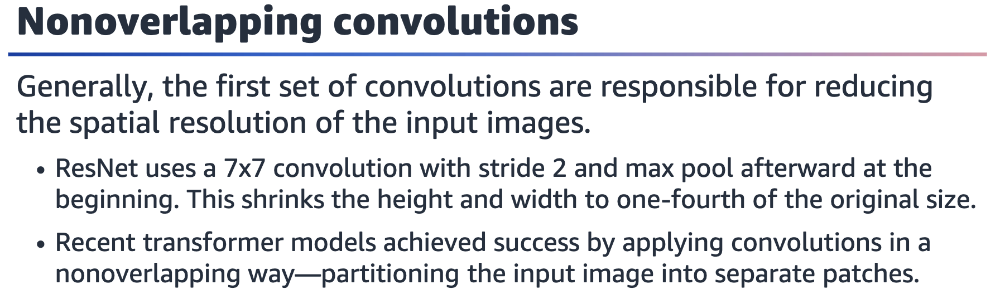 Nonoverlapping convolutions
Generally, the first set of convolutions are responsible for reducing
the spatial resolution of the input images.
• ResNet uses a 7x7 convolution with stride 2 and max pool afterward at the
beginning. This shrinks the height and width to one-fourth of the original size.
• Recent transformer models achieved success by applying convolutions in a
nonoverlapping way—partitioning the input image into separate patches.